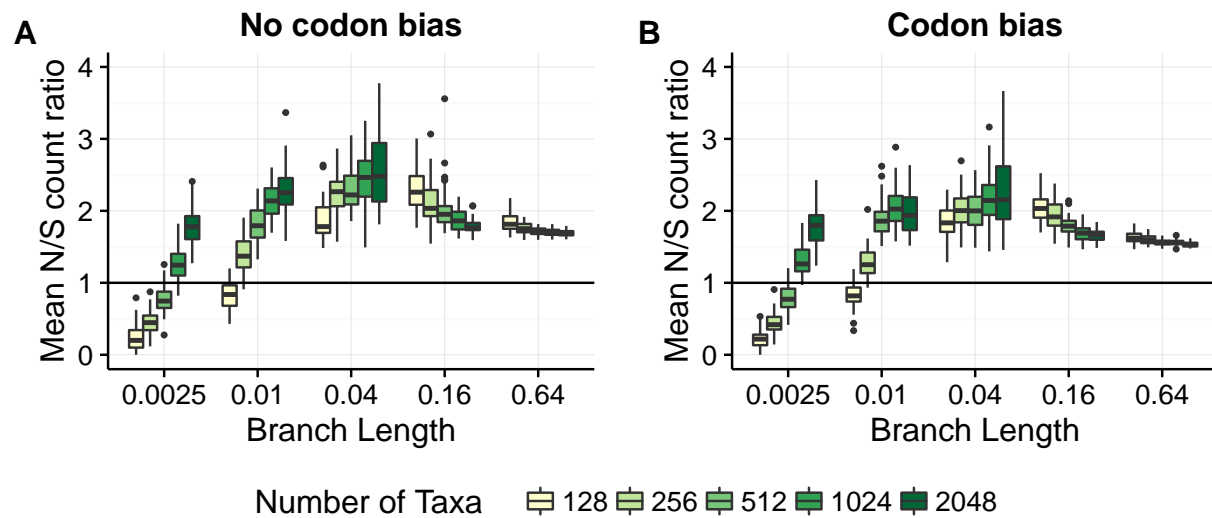 A
No codon bias
Mean N/S count ratio
4
3
2
1
0
0.0025 0.01 0.04 0.16 0.64
Branch Length
B
Codon bias
Mean N/S count ratio
4
3
2
1
0
0.0025 0.01 0.04 0.16 0.64
Branch Length
Number of Taxa 128 256 512 1024 2048